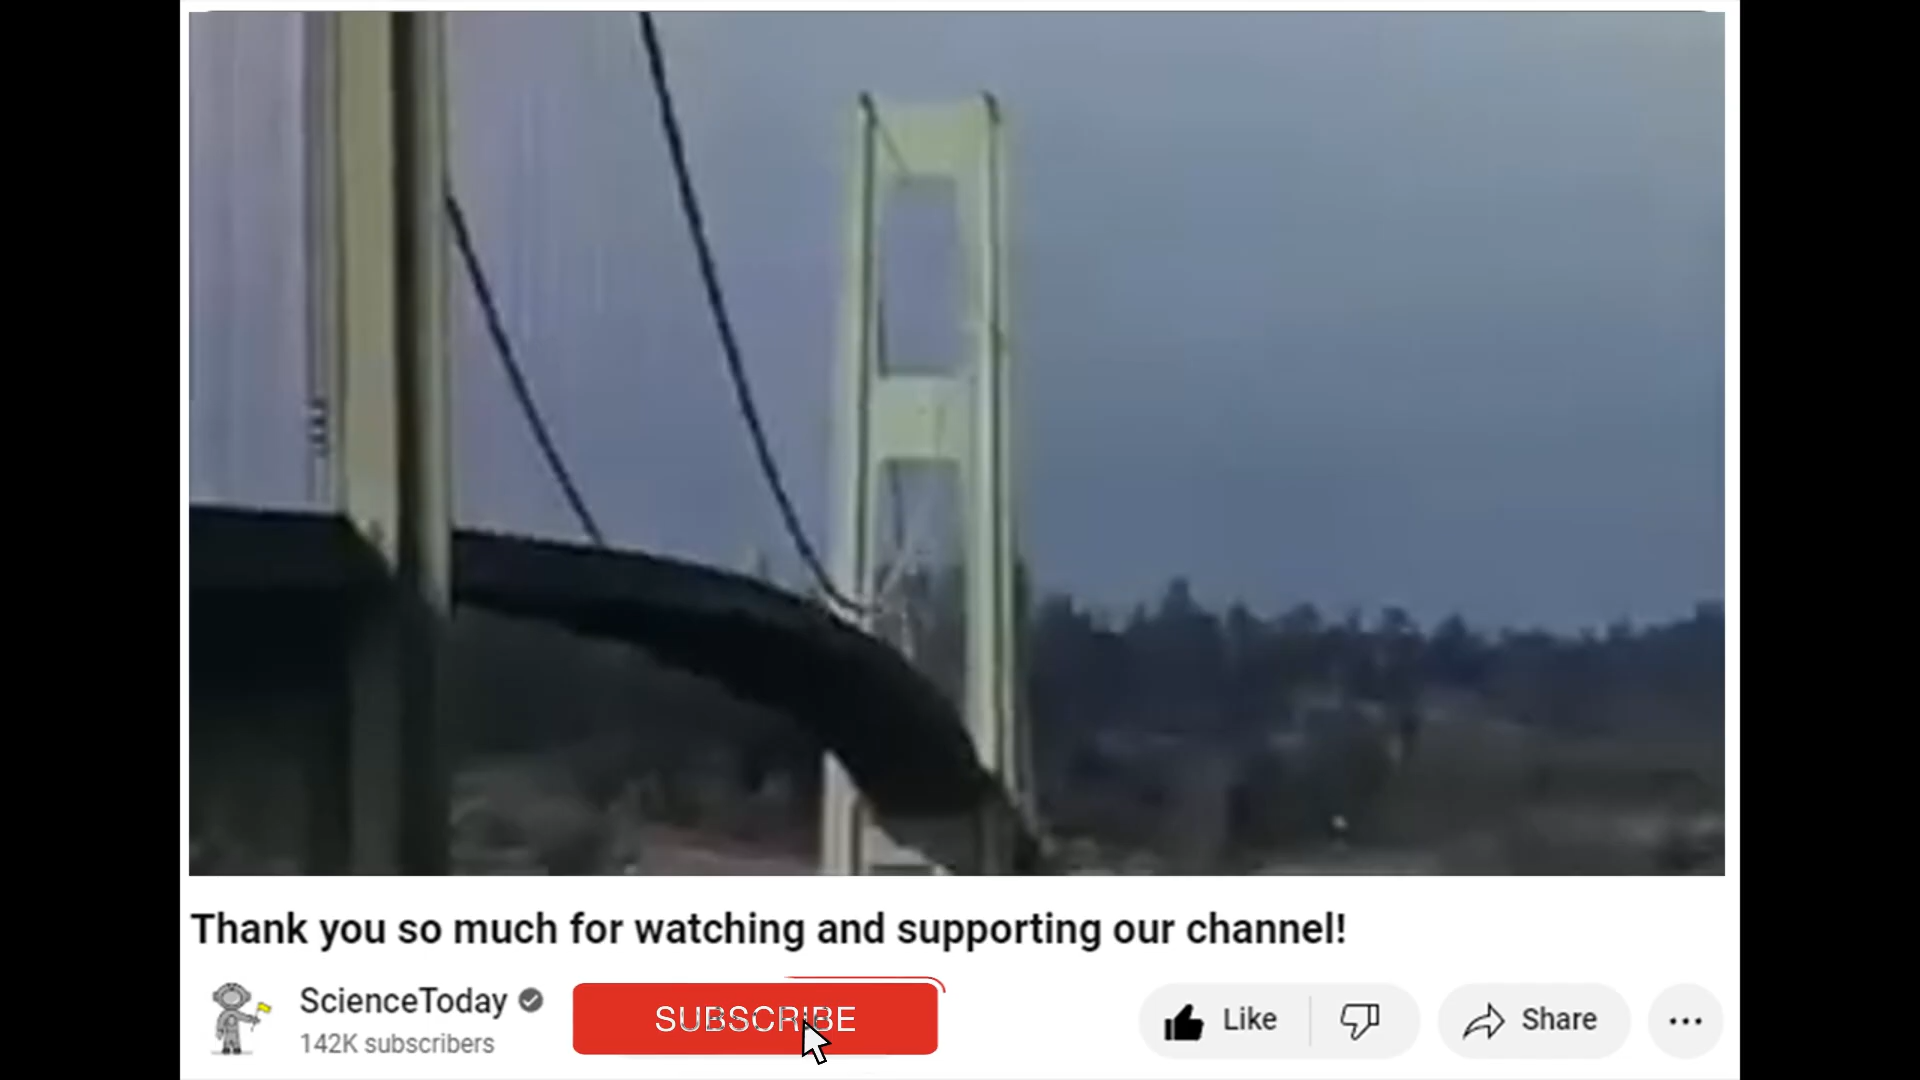 Thank you so much for watching and supporting our channel!
ScienceToday
142K subscribers
SUBSCRIBE
Like
Share